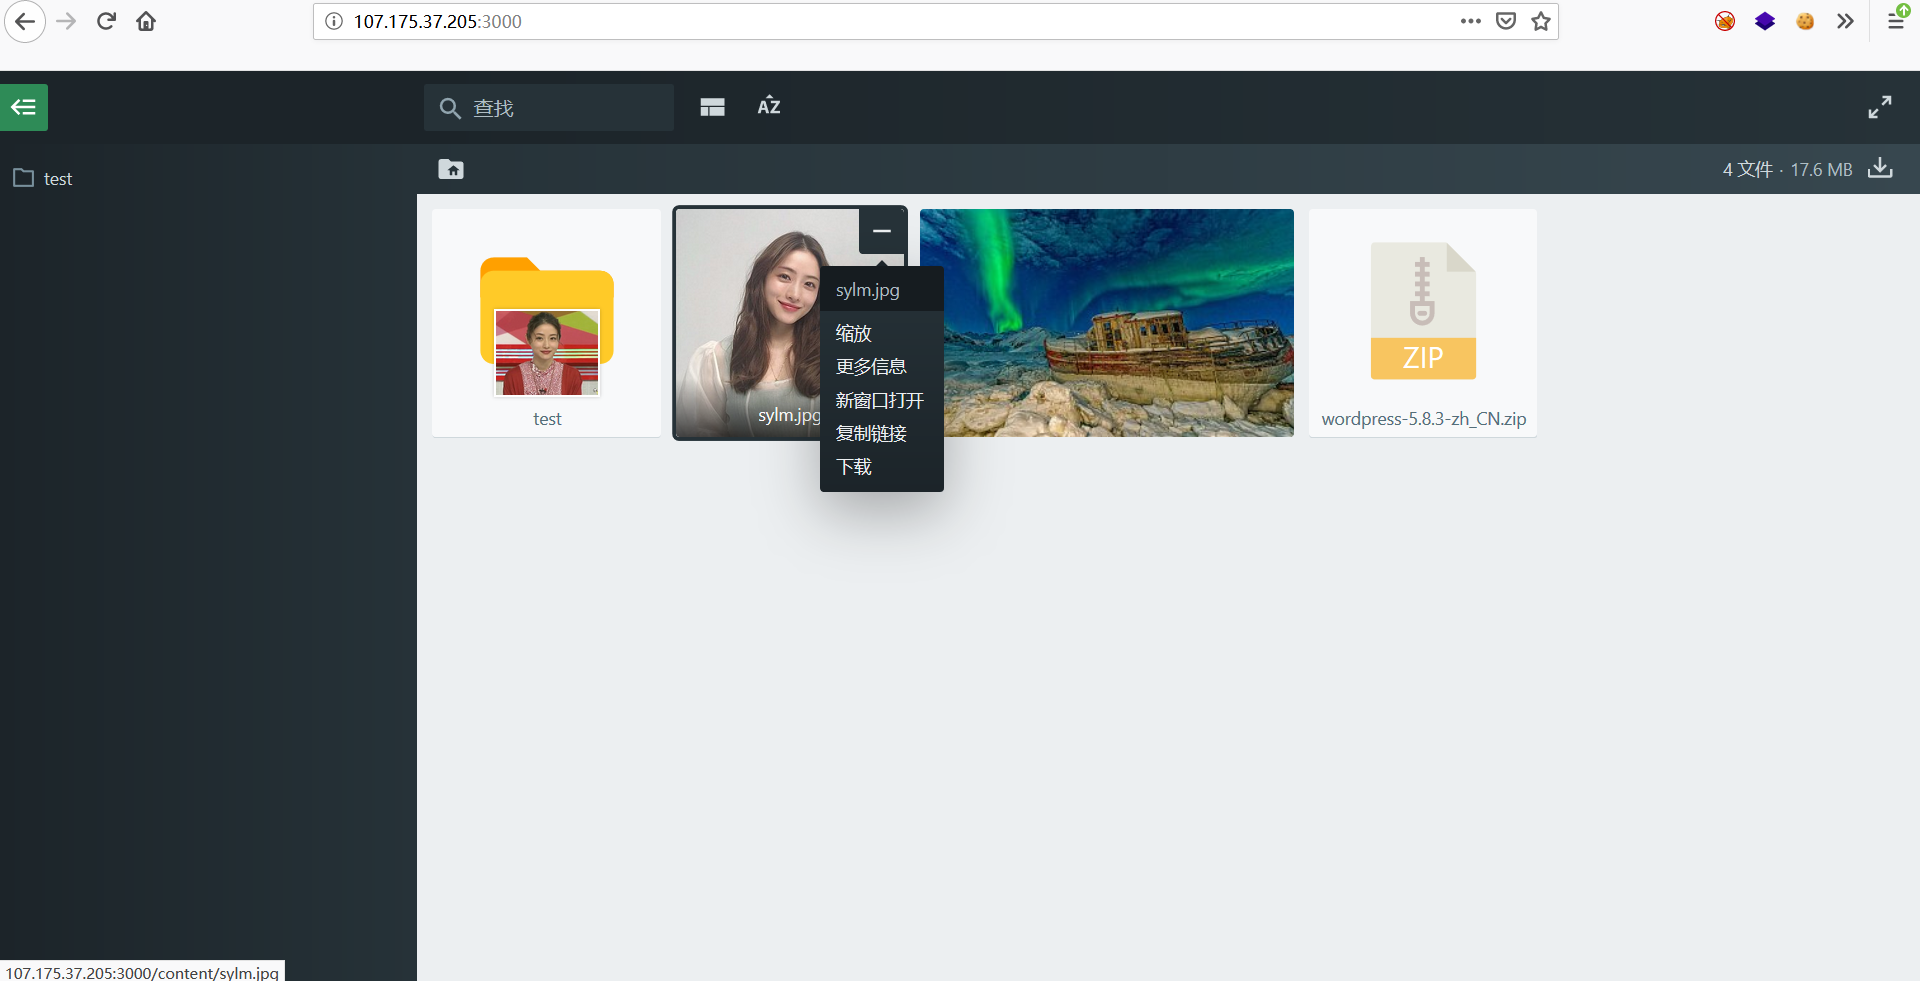 107.175.37.205:3000
查找
AZ
test
4 文件 · 17.6 MB
sylm.jpg
缩放
更多信息
新窗口打开
复制链接
下载
ZIP
test
sylm.jpg
wordpress-5.8.3-zh_CN.zip
107.175.37.205:3000/content/sylm.jpg